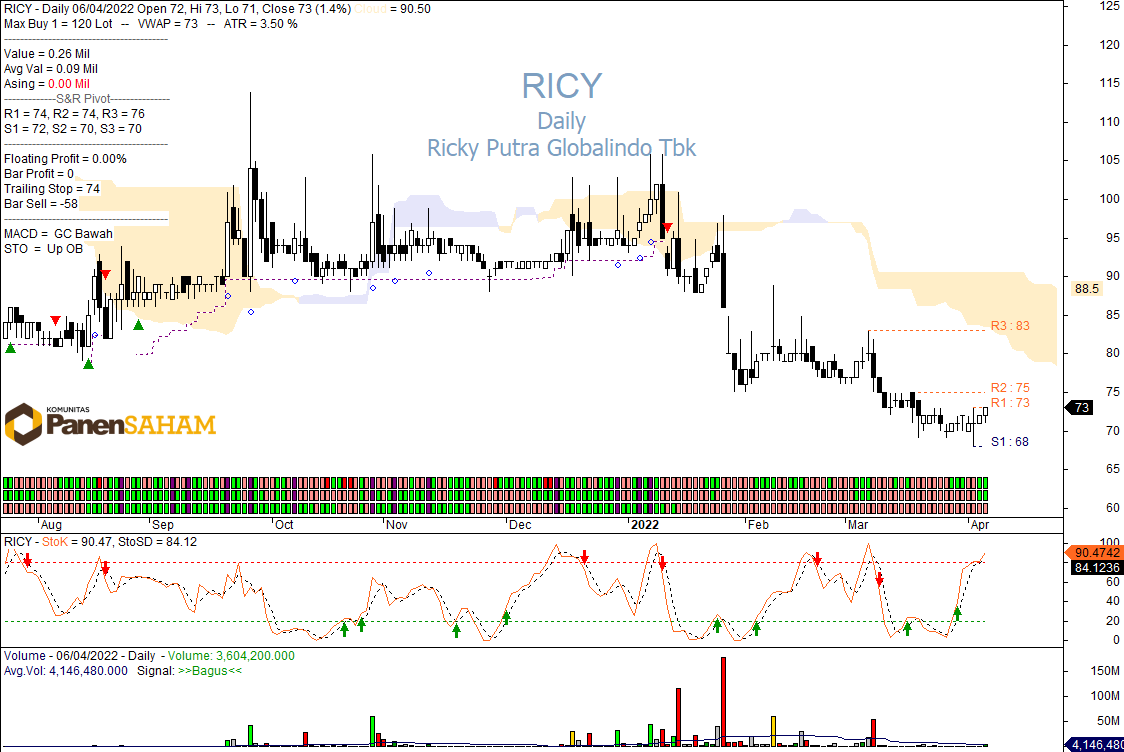 RICY - Daily 06/04/2022 Open 72, Hi 73, Lo 71, Close 73 (1.4%) Cloud = 90.50
Max Buy 1 = 120 Lot -- VWAP = 73 -- ATR = 3.50 %
Value = 0.26 Mil
Avg Val = 0.09 Mil
Asing = 0.00 Mil
--------------S&R Pivot----------------
R1 = 74, R2 = 74, R3 = 76
S1 = 72, S2 = 70, S3 = 70
Floating Profit = 0.00%
Bar Profit = 0
Trailing Stop = 74
Bar Sell = -58
MACD = GC Bawah
STO = Up OB
RICY
Daily
Ricky Putra Globalindo Tbk
125
120
115
110
105
100
95
90
88.5
85
80
75
73
70
65
60
R3 : 83
R2 : 75
R1 : 73
S1 : 68
KOMUNITAS
PanenSAHAM
Aug Sep Oct Nov Dec 2022 Feb Mar Apr
RICY - StoK = 90.47, StoSD = 84.12
100
90.4742
84.1236
60
40
20
0
Volume - 06/04/2022 - Daily - Volume: 3,604,200.000
Avg.Vol: 4,146,480.000 Signal: >>Bagus<<
150M
100M
50M
4,146,480